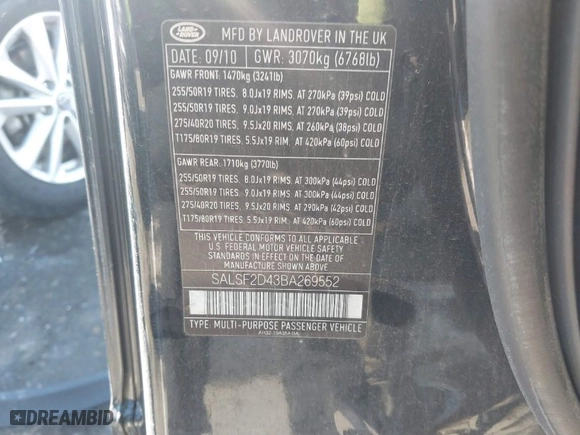 LAND ROVER
MFD BY LANDROVER IN THE UK
DATE: 09/10 GWR: 3070kg (6768lb)
GAWR FRONT: 1470kg (3241lb)
255/50R19 TIRES. 8.0Jx19 RIMS. AT 270kPa (39psi) COLD
255/50R19 TIRES. 9.0Jx19 RIMS. AT 270kPa (39psi) COLD
275/40R20 TIRES. 9.5Jx20 RIMS. AT 260kPa (38psi) COLD
T175/80R19 TIRES. 5.5Jx19 RIM. AT 420kPa (60psi) COLD
GAWR REAR: 1710kg (3770lb)
255/50R19 TIRES. 8.0Jx19 RIMS. AT 300kPa (44psi) COLD
255/50R19 TIRES. 9.0Jx19 RIMS. AT 300kPa (44psi) COLD
275/40R20 TIRES. 9.5Jx20 RIMS. AT 290kPa (42psi) COLD
T175/80R19 TIRES. 5.5Jx19 RIM. AT 420kPa (60psi) COLD
THIS VEHICLE CONFORMS TO ALL APPLICABLE
U.S. FEDERAL MOTOR VEHICLE SAFETY
STANDARDS IN EFFECT ON THE DATE OF
MANUFACTURE SHOWN ABOVE.
SALSF2D43BA269552
TYPE: MULTI-PURPOSE PASSENGER VEHICLE
DREAMBID